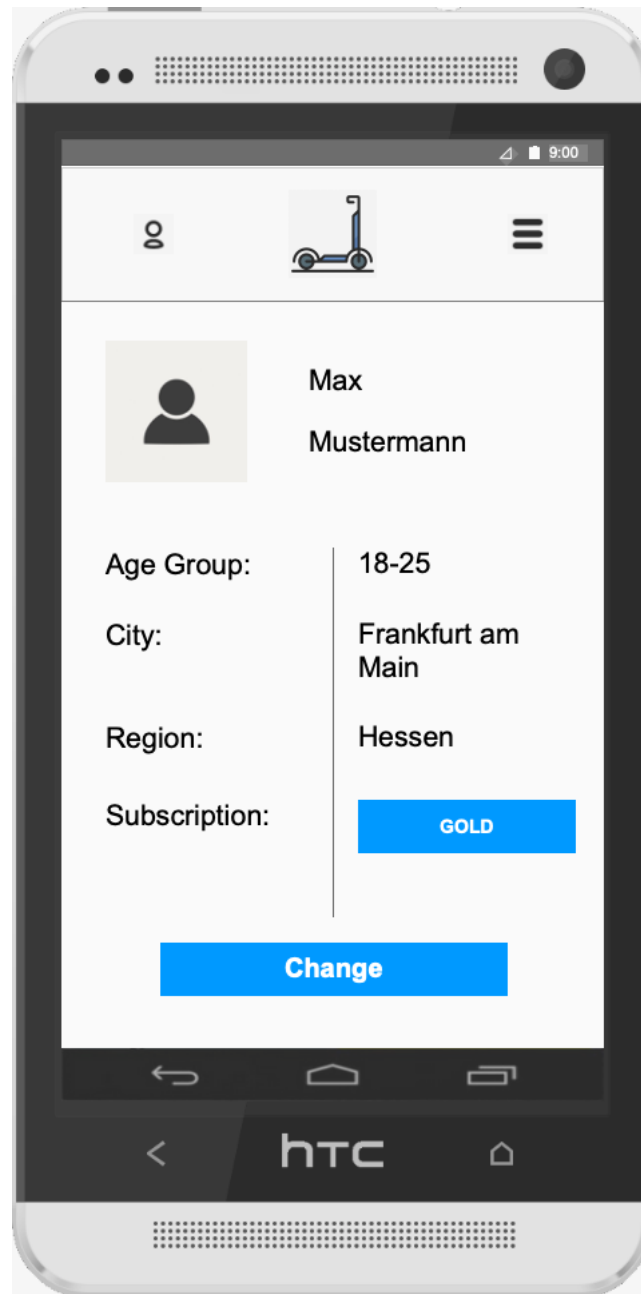 9:00
Max
Mustermann
Age Group:
18-25
City:
Frankfurt am
Main
Region:
Hessen
Subscription:
GOLD
Change
hTC